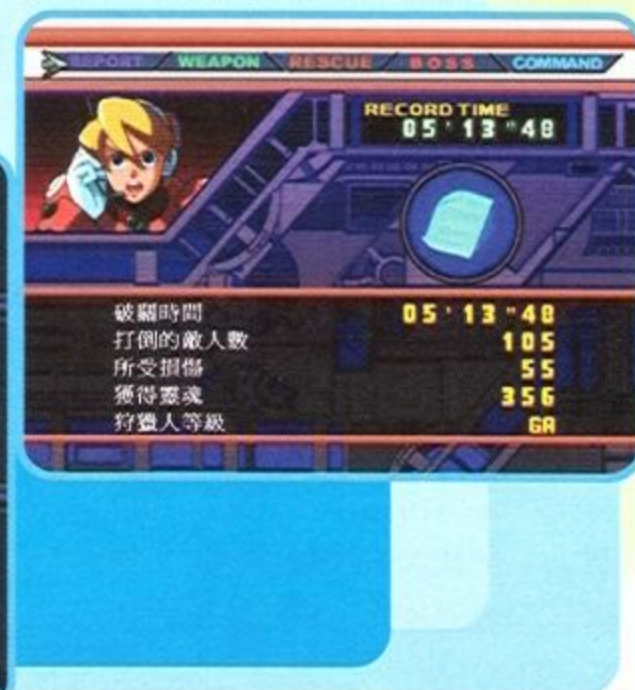 REPORT WEAPON RESCUE BOSS COMMAND
RECORD TIME
05'13"48
破關時間 05'13"48
打倒的敵人數 105
所受損傷 55
獲得靈魂 356
狩獵人等級 GA